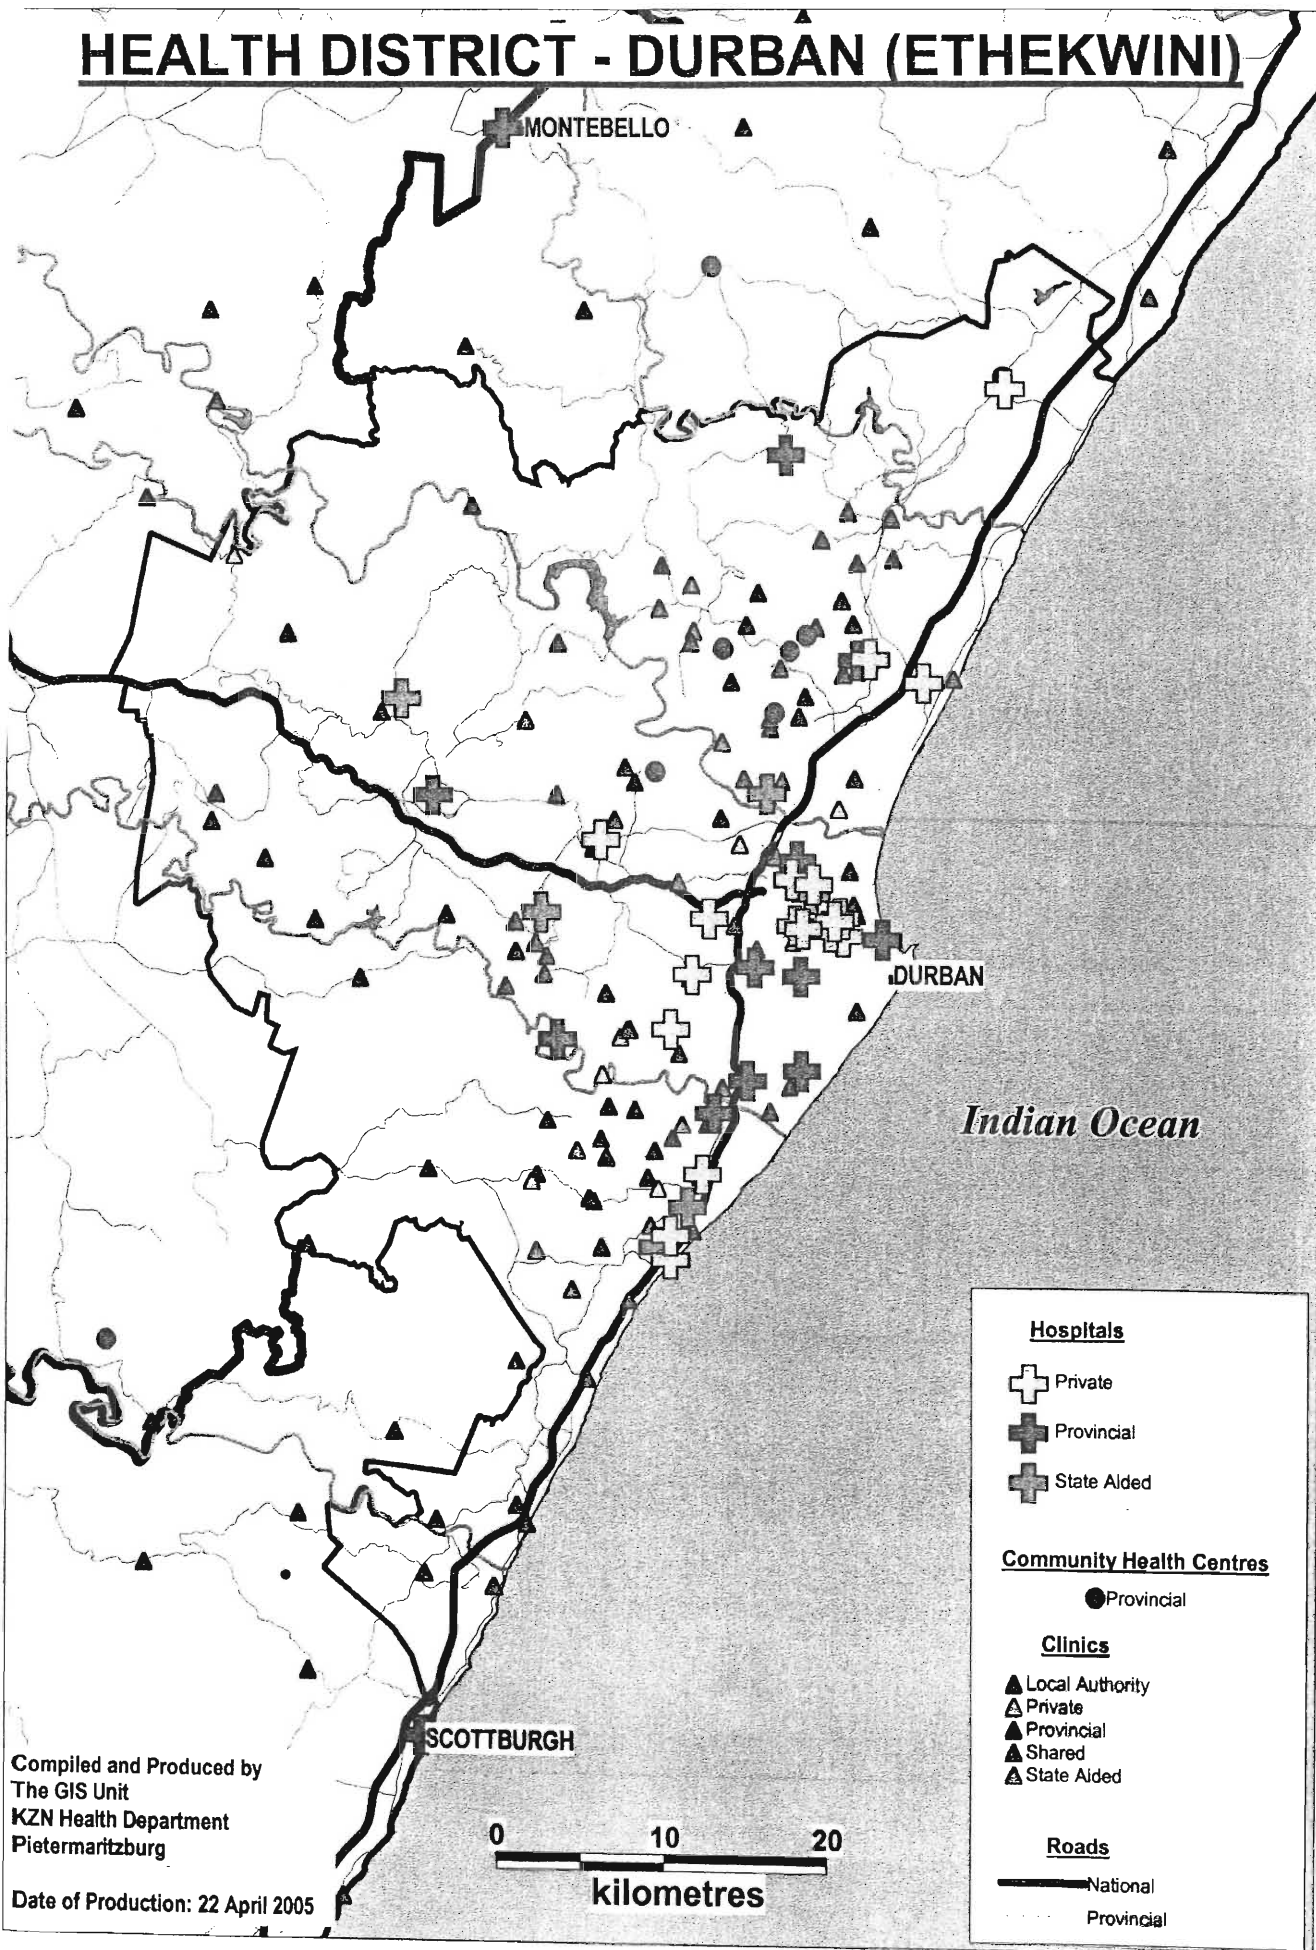 HEALTH DISTRICT - DURBAN (ETHEKWINI)
MONTEBELLO
DURBAN
Indian Ocean
SCOTTBURGH
Hospitals
Private
Provincial
State Aided
Community Health Centres
Provincial
Clinics
Local Authority
Private
Provincial
Shared
State Aided
Roads
National
Provincial
Compiled and Produced by
The GIS Unit
KZN Health Department
Pietermaritzburg
Date of Production: 22 April 2005
0 10 20
kilometres